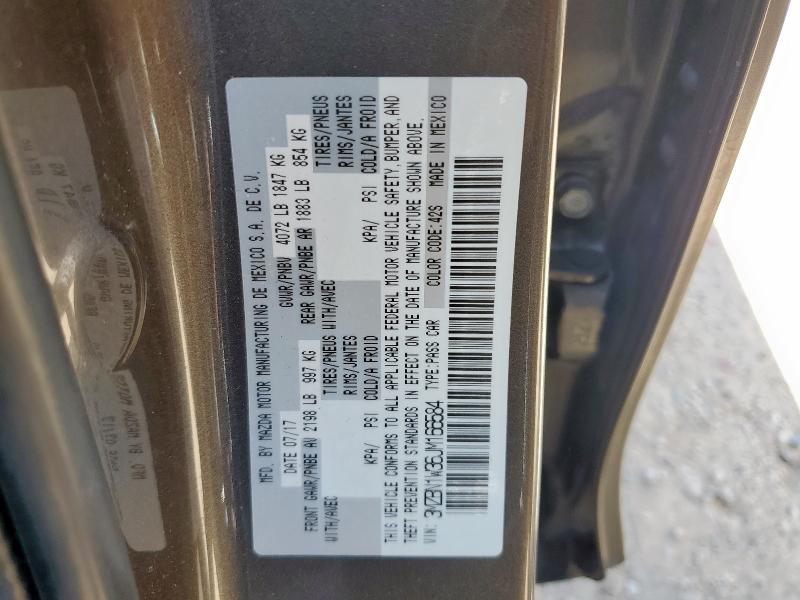 MFD. BY MAZDA MOTOR MANUFACTURING DE MEXICO S.A. DE C.V.
DATE 07/17 GVWR/PNBV 4072 LB 1847 KG
FRONT GAWR/PNBE AV 2198 LB 997 KG REAR GAWR/PNBE AR 1883 LB 854 KG
WITH/AVEC TIRES/PNEUS WITH/AVEC TIRES/PNEUS
RIMS/JANTES RIMS/JANTES
KPA/ PSI COLD/A FROID KPA/ PSI COLD/A FROID
THIS VEHICLE CONFORMS TO ALL APPLICABLE FEDERAL MOTOR VEHICLE SAFETY, BUMPER, AND
THEFT PREVENTION STANDARDS IN EFFECT ON THE DATE OF MANUFACTURE SHOWN ABOVE.
VIN: 3MZBN1W36JM166584 TYPE:PASS CAR COLOR CODE:42S MADE IN MEXICO